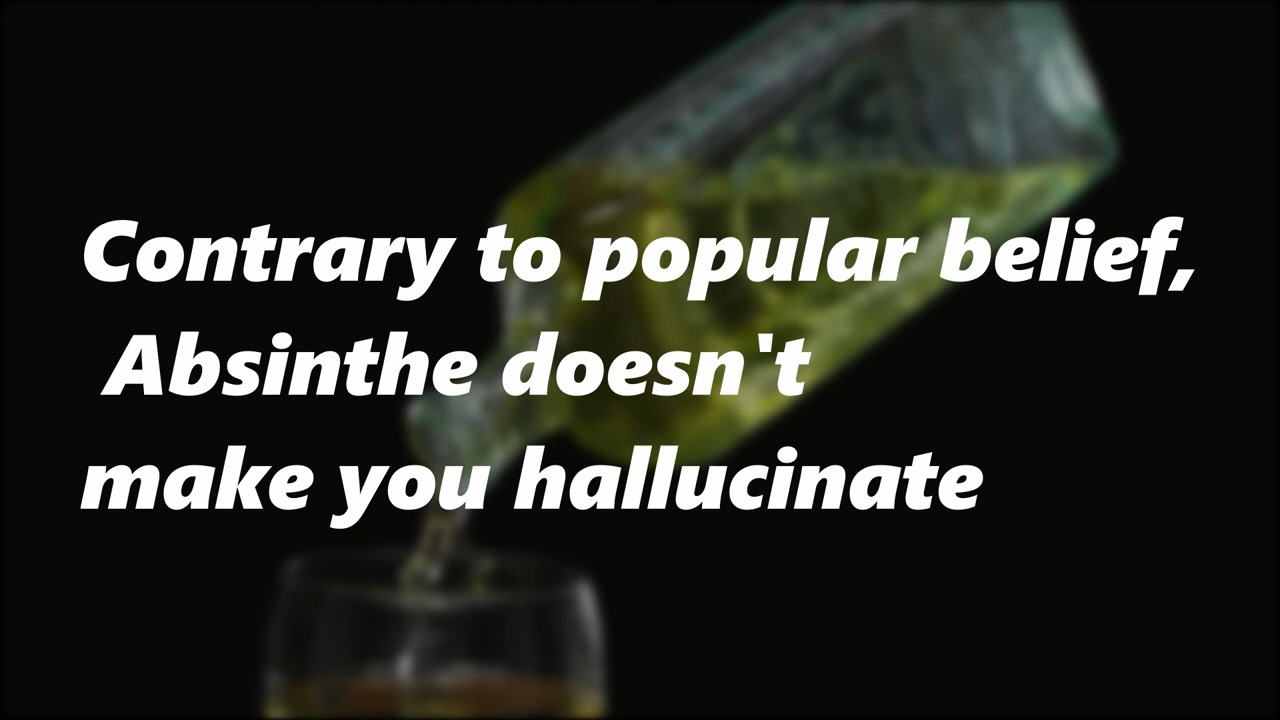 Contrary to popular belief,
Absinthe doesn't
make you hallucinate